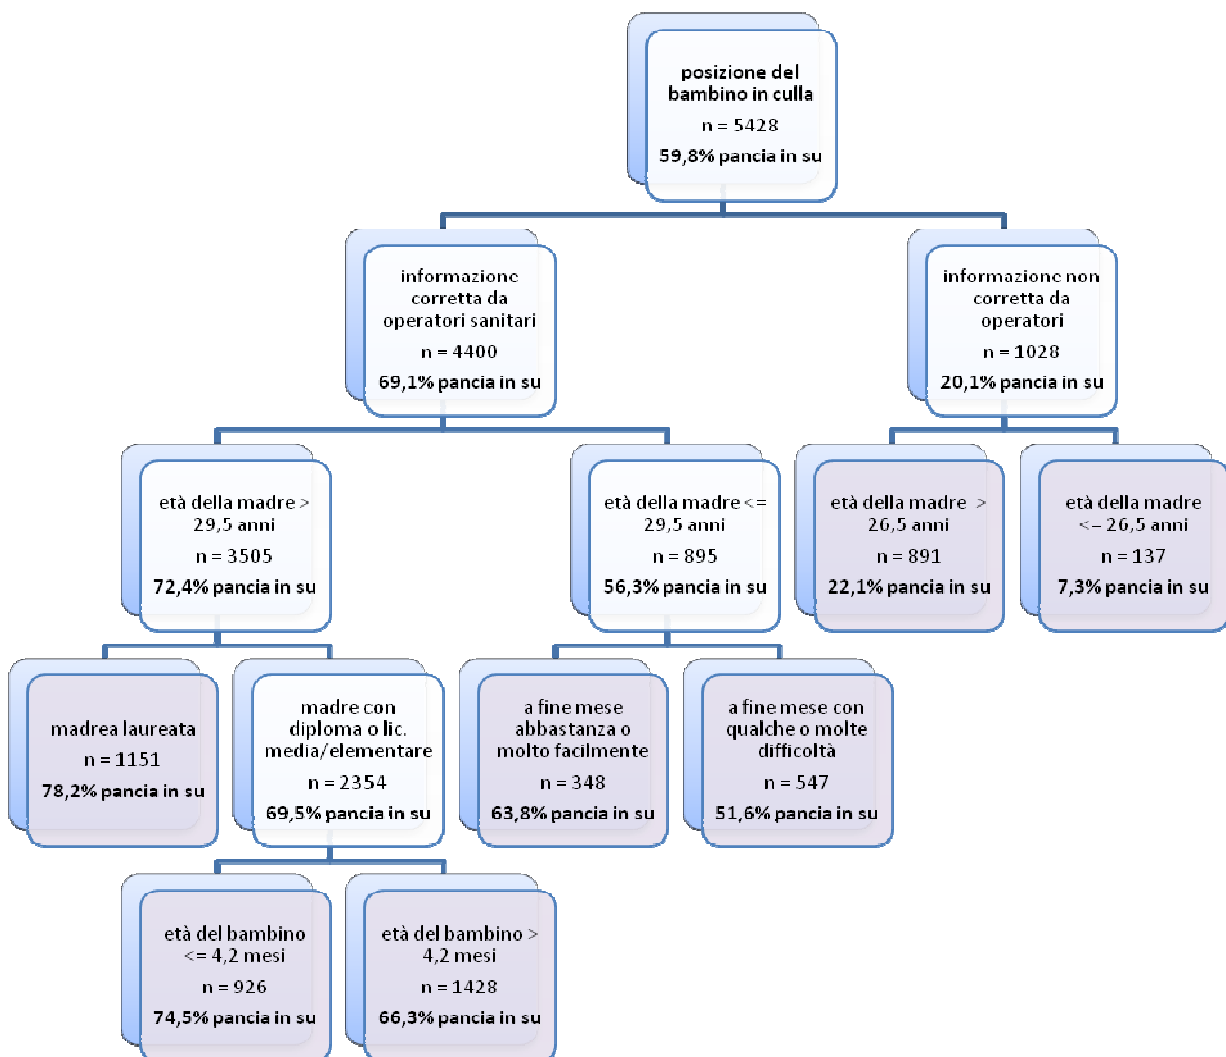 posizione del
bambino in culla
n = 5428
59,8% pancia in su
informazione
corretta da
operatori sanitari
n = 4400
69,1% pancia in su
informazione non
corretta da
operatori
n = 1028
20,1% pancia in su
età della madre >
29,5 anni
n = 3505
72,4% pancia in su
età della madre <=
29,5 anni
n = 895
56,3% pancia in su
età della madre >
26,5 anni
n = 891
22,1% pancia in su
età della madre
<= 26,5 anni
n = 137
7,3% pancia in su
madrea laureata
n = 1151
78,2% pancia in su
madre con
diploma o lic.
media/elementare
n = 2354
69,5% pancia in su
a fine mese
abbastanza o
molto facilmente
n = 348
63,8% pancia in su
a fine mese con
qualche o molte
difficoltà
n = 547
51,6% pancia in su
età del bambino
<= 4,2 mesi
n = 926
74,5% pancia in su
età del bambino >
4,2 mesi
n = 1428
66,3% pancia in su